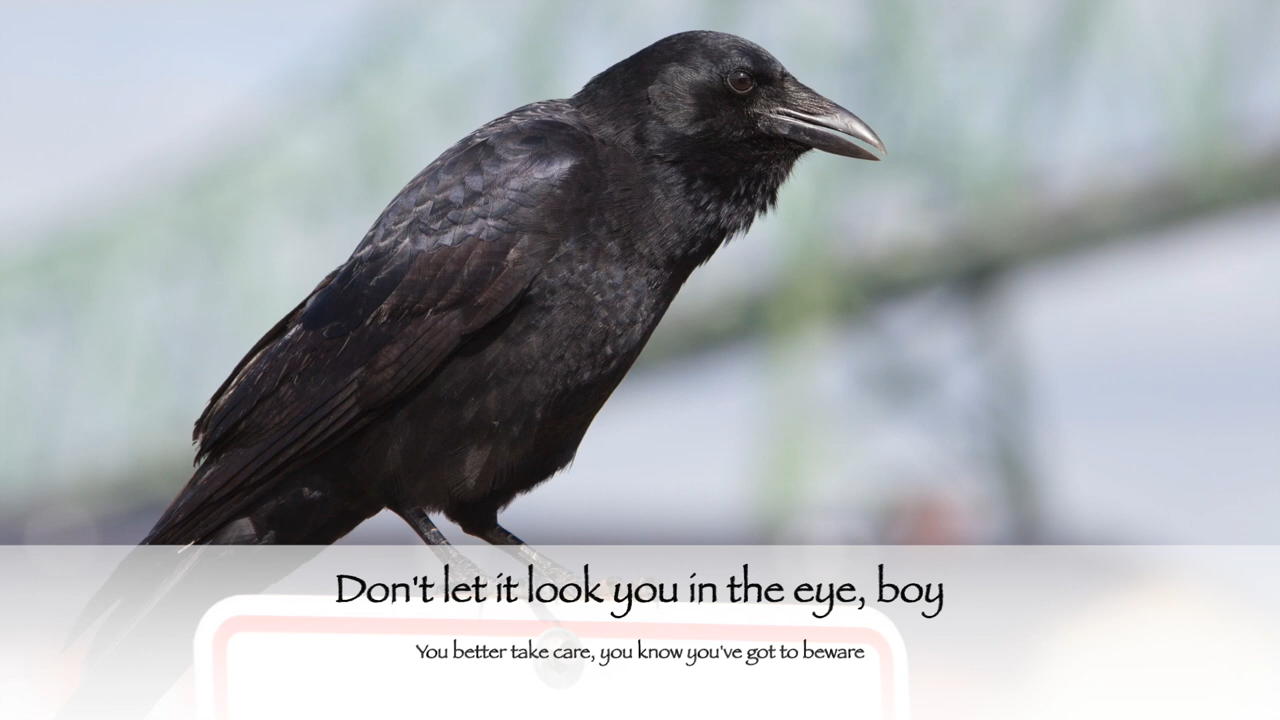 Don't let it look you in the eye, boy
You better take care, you know you've got to beware